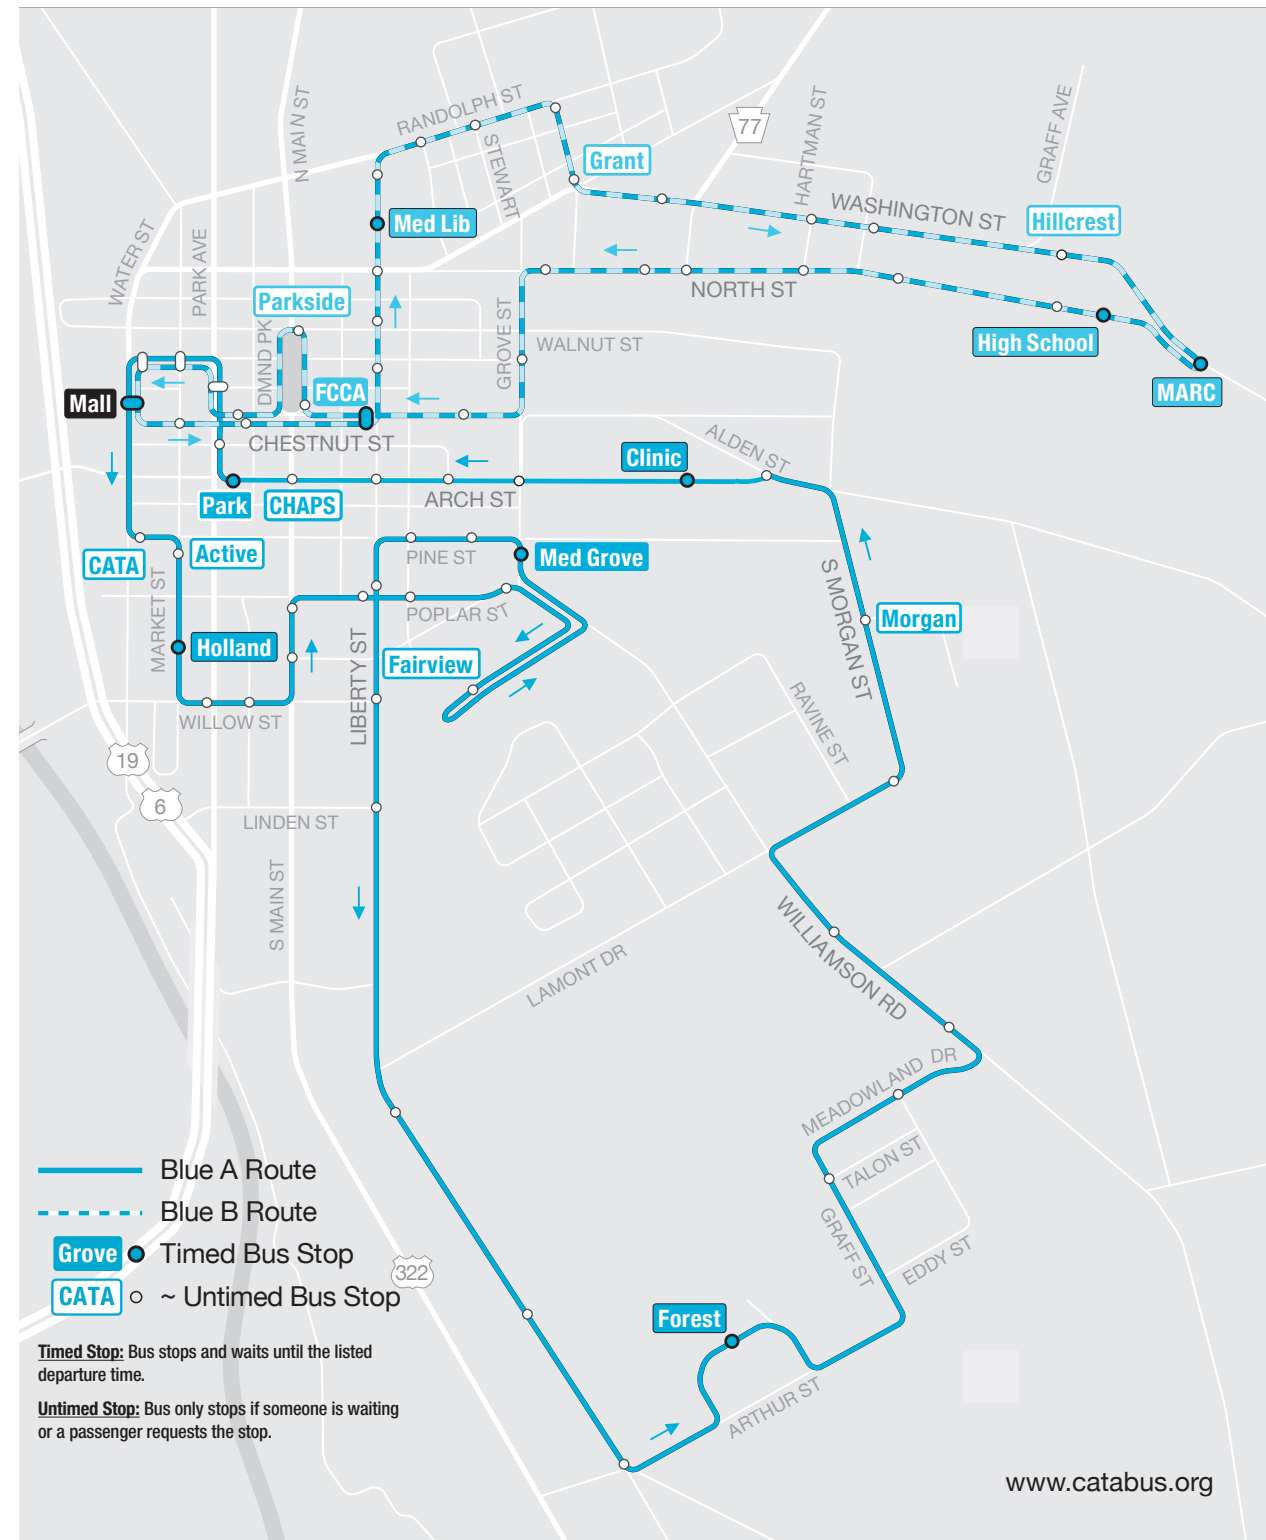 RANDOLPH ST
N MAIN ST
STEWART
77
HARTMAN ST
GRAFF AVE
Grant
WASHINGTON ST
Hillcrest
Med Lib
WATER ST
PARK AVE
NORTH ST
Parkside
DMND PK
GROVE ST
WALNUT ST
High School
MARC
FCCA
Mall
CHESTNUT ST
ALDEN ST
Clinic
Park
CHAPS
ARCH ST
CATA
Active
PINE ST
Med Grove
MARKET ST
Holland
POPLAR ST
S MORGAN ST
Morgan
LIBERTY ST
Fairview
WILLOW ST
RAVINE ST
19
6
LINDEN ST
S MAIN ST
WILLIAMSON RD
LAMONT DR
MEADOWLAND DR
TALON ST
GRAFF ST
EDDY ST
Forest
ARTHUR ST
322
Blue A Route
Blue B Route
Grove Timed Bus Stop
CATA ~ Untimed Bus Stop
Timed Stop: Bus stops and waits until the listed
departure time.
Untimed Stop: Bus only stops if someone is waiting
or a passenger requests the stop.
www.catabus.org